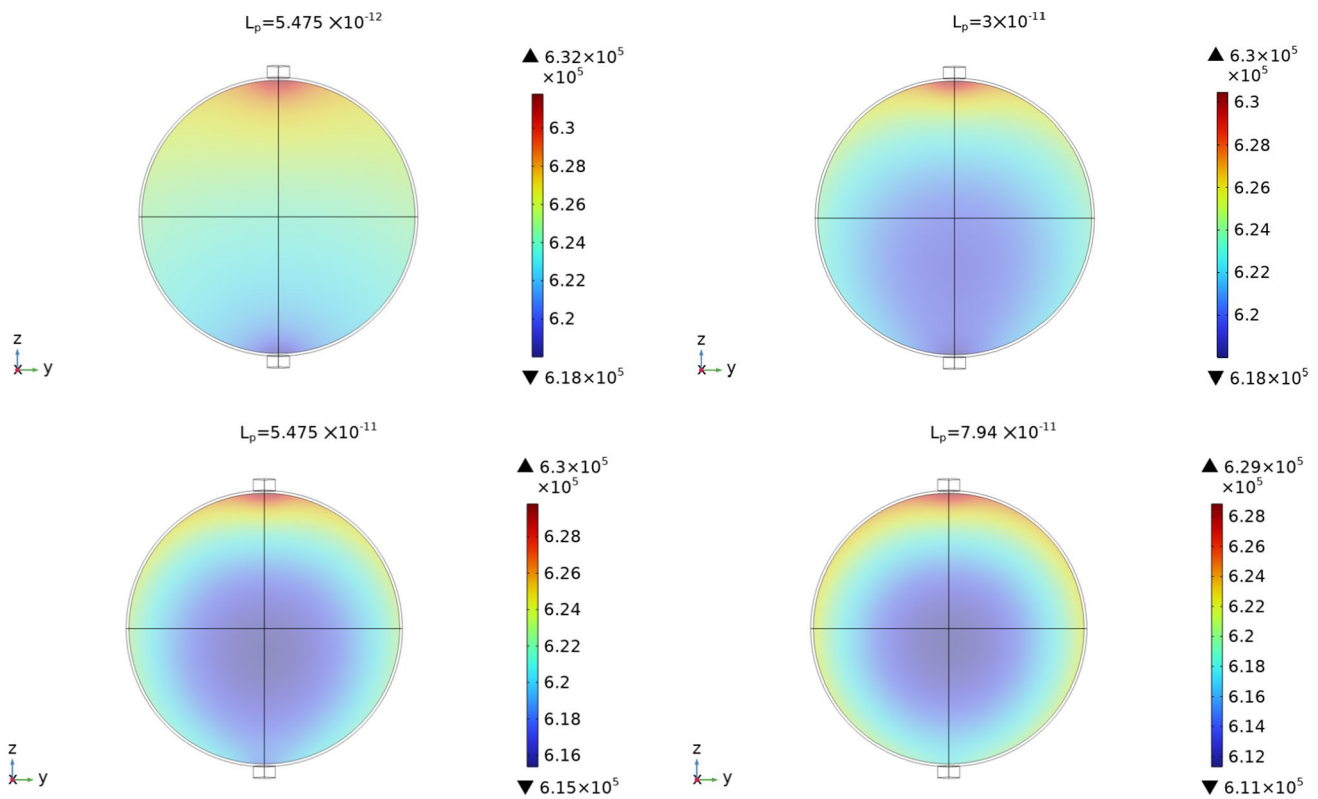 Lₚ=5.475 ×10⁻¹²
▲ 6.32×10⁵
×10⁵
6.3
6.28
6.26
6.24
6.22
6.2
▼ 6.18×10⁵
z
x
y
Lₚ=3×10⁻¹¹
▲ 6.3×10⁵
×10⁵
6.3
6.28
6.26
6.24
6.22
6.2
▼ 6.18×10⁵
z
x
y
Lₚ=5.475 ×10⁻¹¹
▲ 6.3×10⁵
×10⁵
6.28
6.26
6.24
6.22
6.2
6.18
6.16
▼ 6.15×10⁵
z
x
y
Lₚ=7.94 ×10⁻¹¹
▲ 6.29×10⁵
×10⁵
6.28
6.26
6.24
6.22
6.2
6.18
6.16
6.14
6.12
▼ 6.11×10⁵
z
x
y